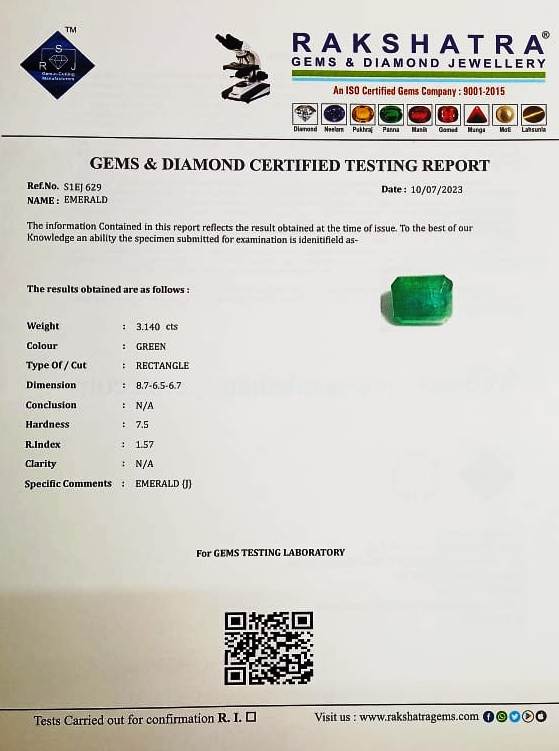 TM
R S J
Gems Cutting
Manufacturers
RAKSHATRA®
GEMS & DIAMOND JEWELLERY
An ISO Certified Gems Company : 9001-2015
Diamond Neelam Pukhraj Panna Manik Gomed Munga Moti Lahsunia
GEMS & DIAMOND CERTIFIED TESTING REPORT
Ref.No. S1EJ 629
Date : 10/07/2023
NAME : EMERALD
The information Contained in this report reflects the result obtained at the time of issue. To the best of our
Knowledge an ability the specimen submitted for examination is idenitifield as-
The results obtained are as follows :
Weight : 3.140 cts
Colour : GREEN
Type Of / Cut : RECTANGLE
Dimension : 8.7-6.5-6.7
Conclusion : N/A
Hardness : 7.5
R.Index : 1.57
Clarity : N/A
Specific Comments : EMERALD (J)
For GEMS TESTING LABORATORY
Tests Carried out for confirmation R. I. ☐
Visit us : www.rakshatragems.com